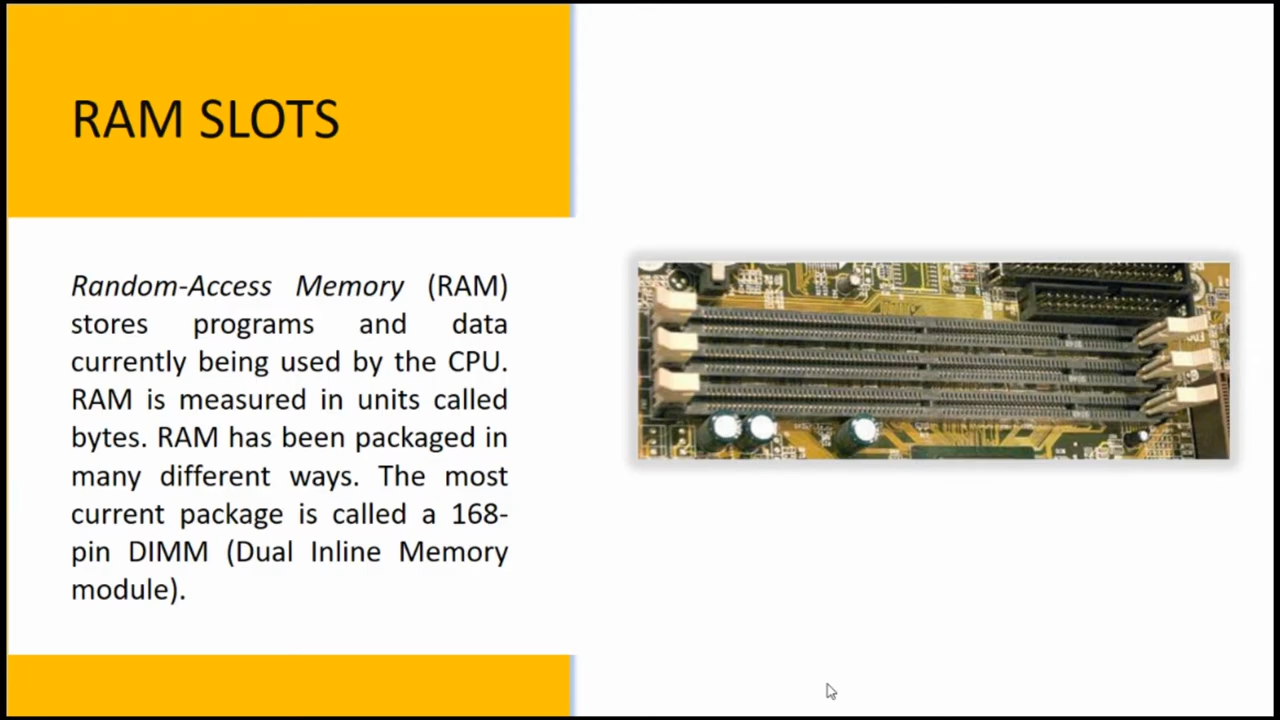 RAM SLOTS
Random-Access Memory (RAM)
stores programs and data
currently being used by the CPU.
RAM is measured in units called
bytes. RAM has been packaged in
many different ways. The most
current package is called a 168-
pin DIMM (Dual Inline Memory
module).